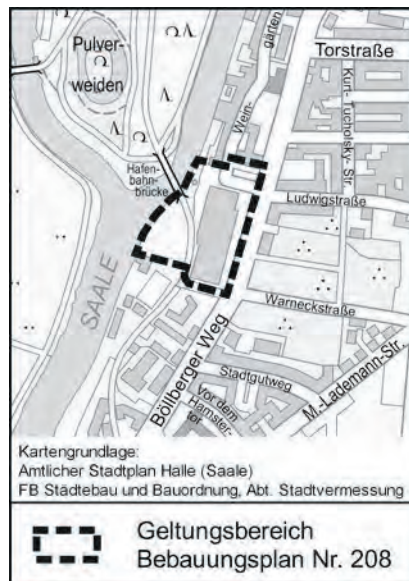 Pulver-
weiden
Torstraße
gärten
Wein-
Kurt- Tucholsky- Str.
Hafen-
bahn-
brücke
Ludwigstraße
SAALE
Warneckstraße
Böllberger Weg
Stadtgutweg
Vor dem
Hamster-
tor
M.-Lademann-Str.
Kartengrundlage:
Amtlicher Stadtplan Halle (Saale)
FB Städtebau und Bauordnung, Abt. Stadtvermessung
Geltungsbereich
Bebauungsplan Nr. 208